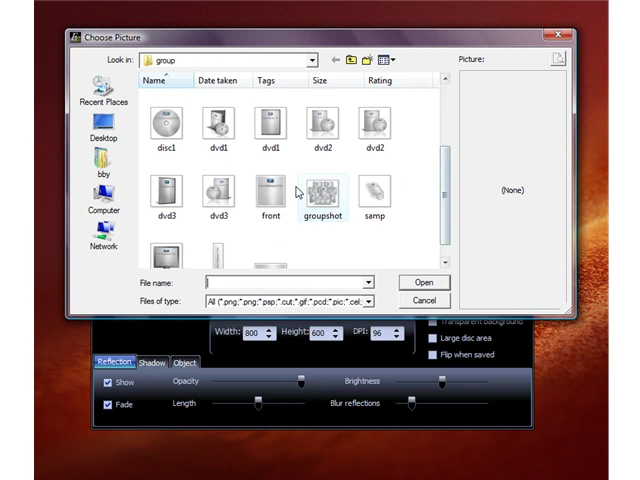 Choose Picture
Look in: group
Picture:
Name Date taken Tags Size Rating
Recent Places
Desktop
bby
Computer
Network
disc1 dvd1 dvd1 dvd2 dvd2
dvd3 dvd3 front groupshot samp
(None)
File name: Open
Files of type: All (*.png;*.png;*.psp;*.cut;*.gif;*.pcd;*.pic;*.cel; Cancel
Transparent background
Width: 800 Height: 600 DPI: 96
Large disc area
Flip when saved
Reflection Shadow Object
Show Opacity Brightness
Fade Length Blur reflections